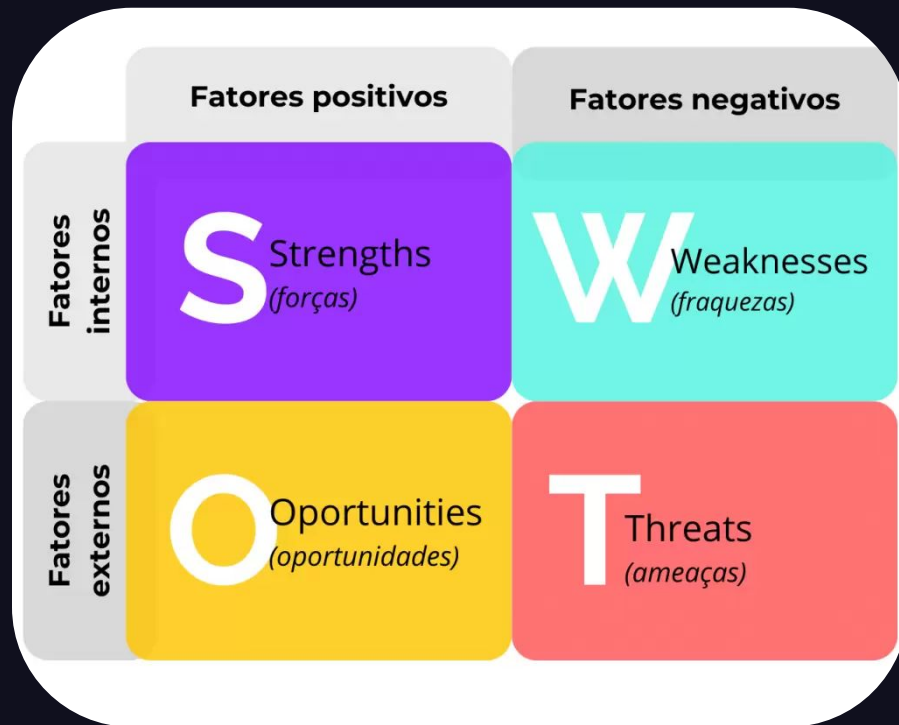 Fatores positivos
Fatores negativos
Fatores
internos
S
Strengths
(forças)
W
Weaknesses
(fraquezas)
Fatores
externos
O
Oportunities
(oportunidades)
T
Threats
(ameaças)